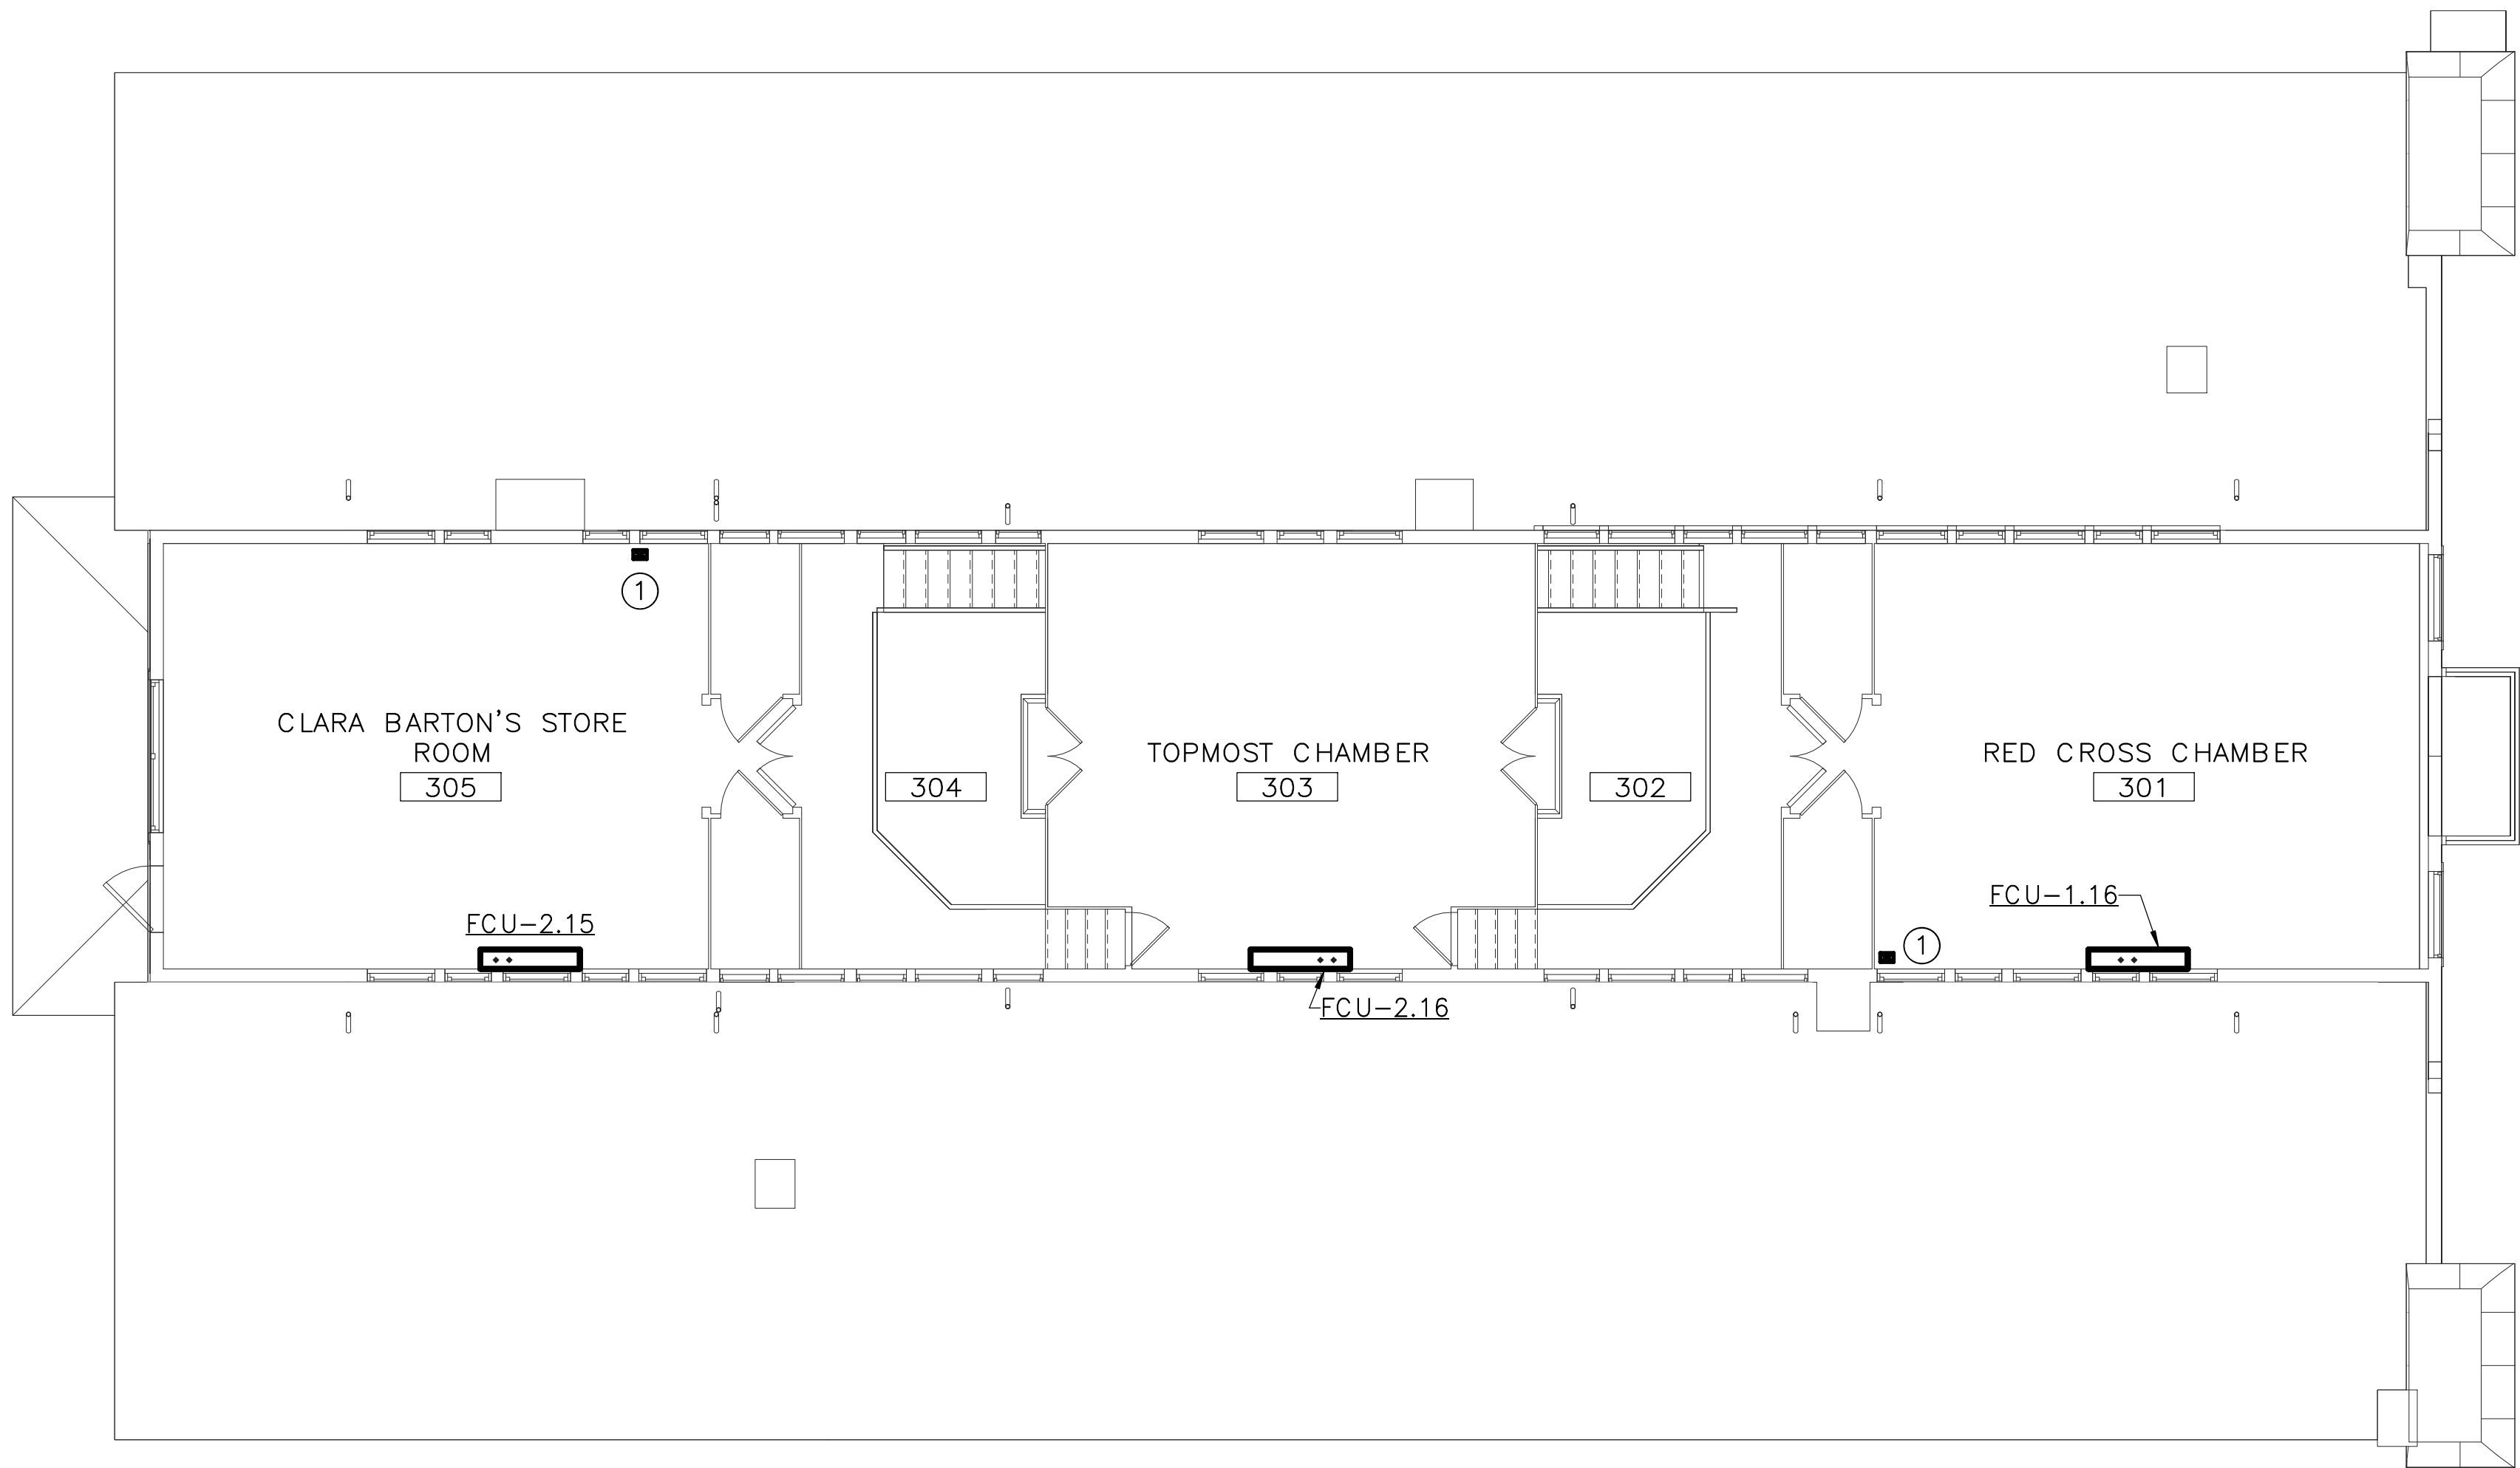 1
CLARA BARTON'S STORE
ROOM
305
304
TOPMOST CHAMBER
303
302
RED CROSS CHAMBER
301
FCU-2.15
FCU-1.16
1
FCU-2.16